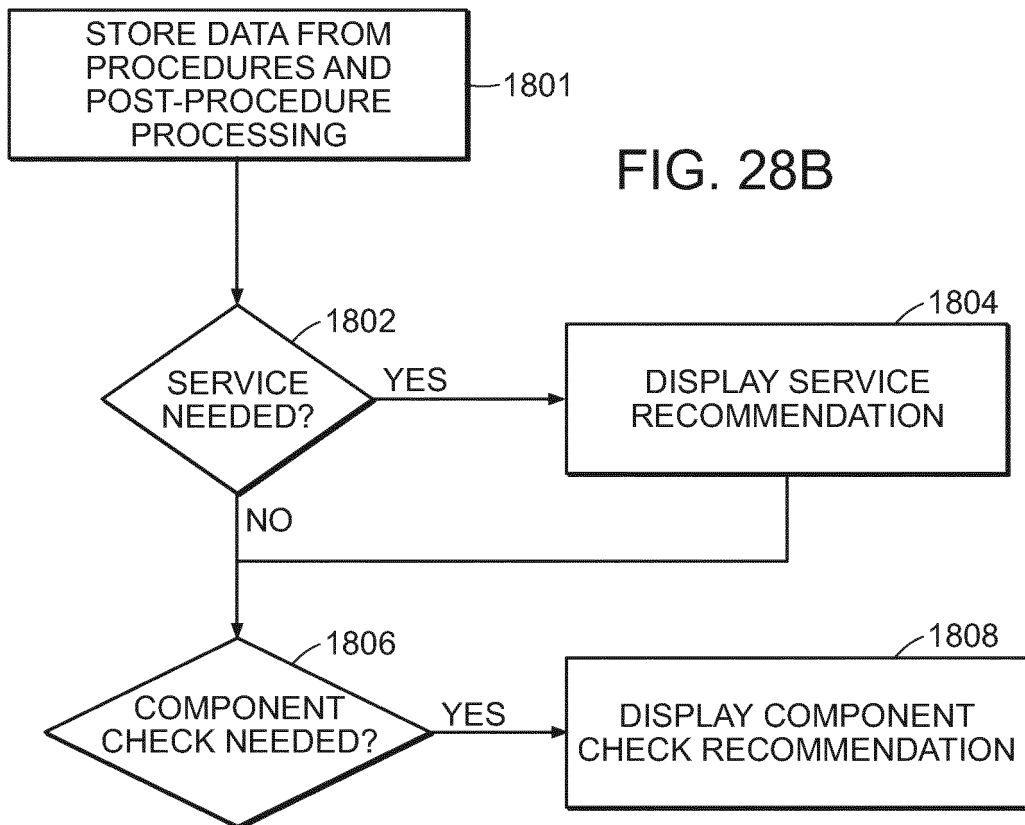 STORE DATA FROM
PROCEDURES AND
POST-PROCEDURE
PROCESSING
1801
FIG. 28B
1802
SERVICE
NEEDED?
YES
1804
DISPLAY SERVICE
RECOMMENDATION
NO
1806
COMPONENT
CHECK NEEDED?
YES
1808
DISPLAY COMPONENT
CHECK RECOMMENDATION